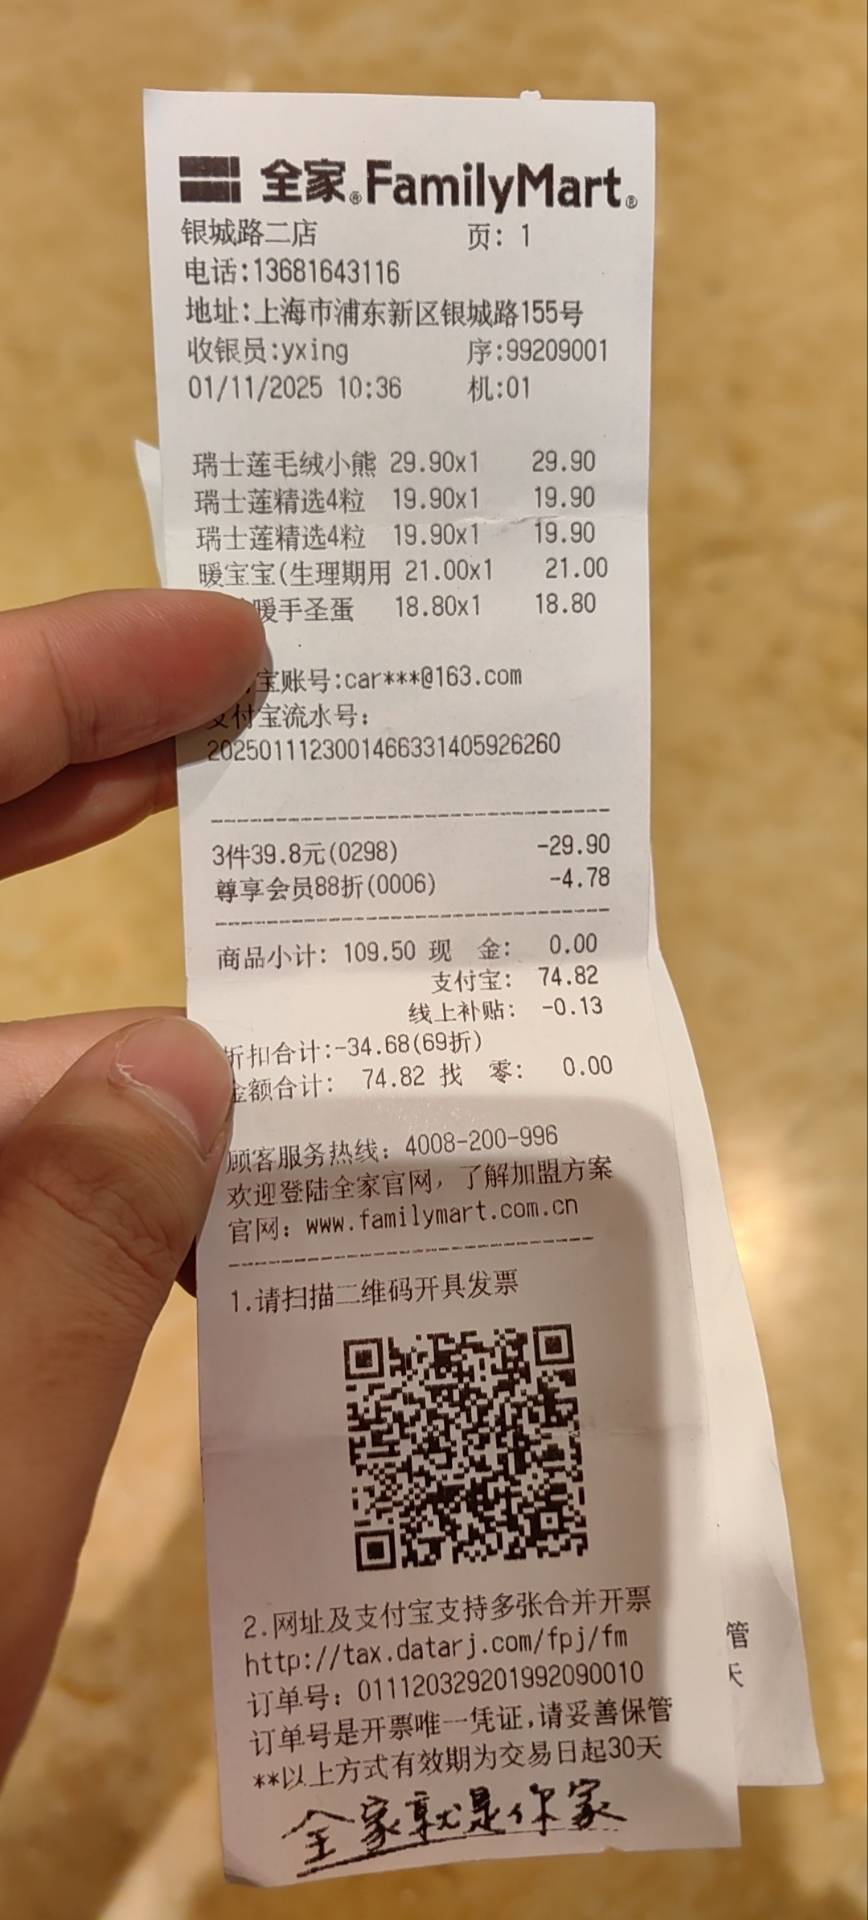 全家®FamilyMart®
银城路二店 页: 1
电话:13681643116
地址:上海市浦东新区银城路155号
收银员:yxing 序:99209001
01/11/2025 10:36 机:01
瑞士莲毛绒小熊 29.90x1 29.90
瑞士莲精选4粒 19.90x1 19.90
瑞士莲精选4粒 19.90x1 19.90
暖宝宝(生理期用 21.00x1 21.00
暖手圣蛋 18.80x1 18.80
宝账号:car***@163.com
支付宝流水号:
2025011123001466331405926260
3件39.8元(0298) -29.90
尊享会员88折(0006) -4.78
商品小计: 109.50 现 金: 0.00
支付宝: 74.82
线上补贴: -0.13
折扣合计:-34.68(69折)
金额合计: 74.82 找 零: 0.00
顾客服务热线: 4008-200-996
欢迎登陆全家官网, 了解加盟方案
官网: www.familymart.com.cn
1.请扫描二维码开具发票
2.网址及支付宝支持多张合并开票
http://tax.datarj.com/fpj/fm
订单号: 011120329201992090010
订单号是开票唯一凭证,请妥善保管
**以上方式有效期为交易日起30天
全家就是你家
管
天